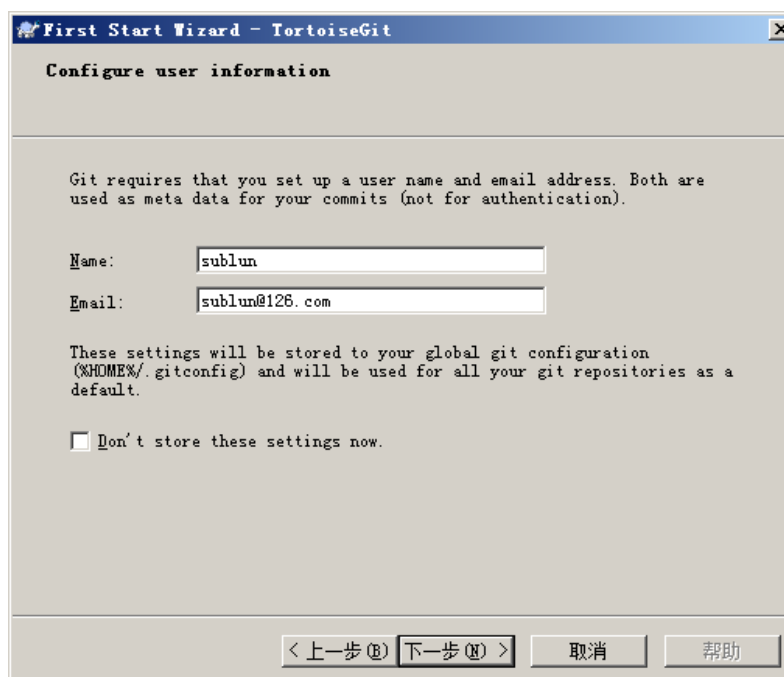 First Start Wizard - TortoiseGit
Configure user information
Git requires that you set up a user name and email address. Both are
used as meta data for your commits (not for authentication).
Name: sublun
Email: sublun@126.com
These settings will be stored to your global git configuration
(%HOME%/.gitconfig) and will be used for all your git repositories as a
default.
Don't store these settings now.
< 上一步(B) 下一步(N) > 取消 帮助